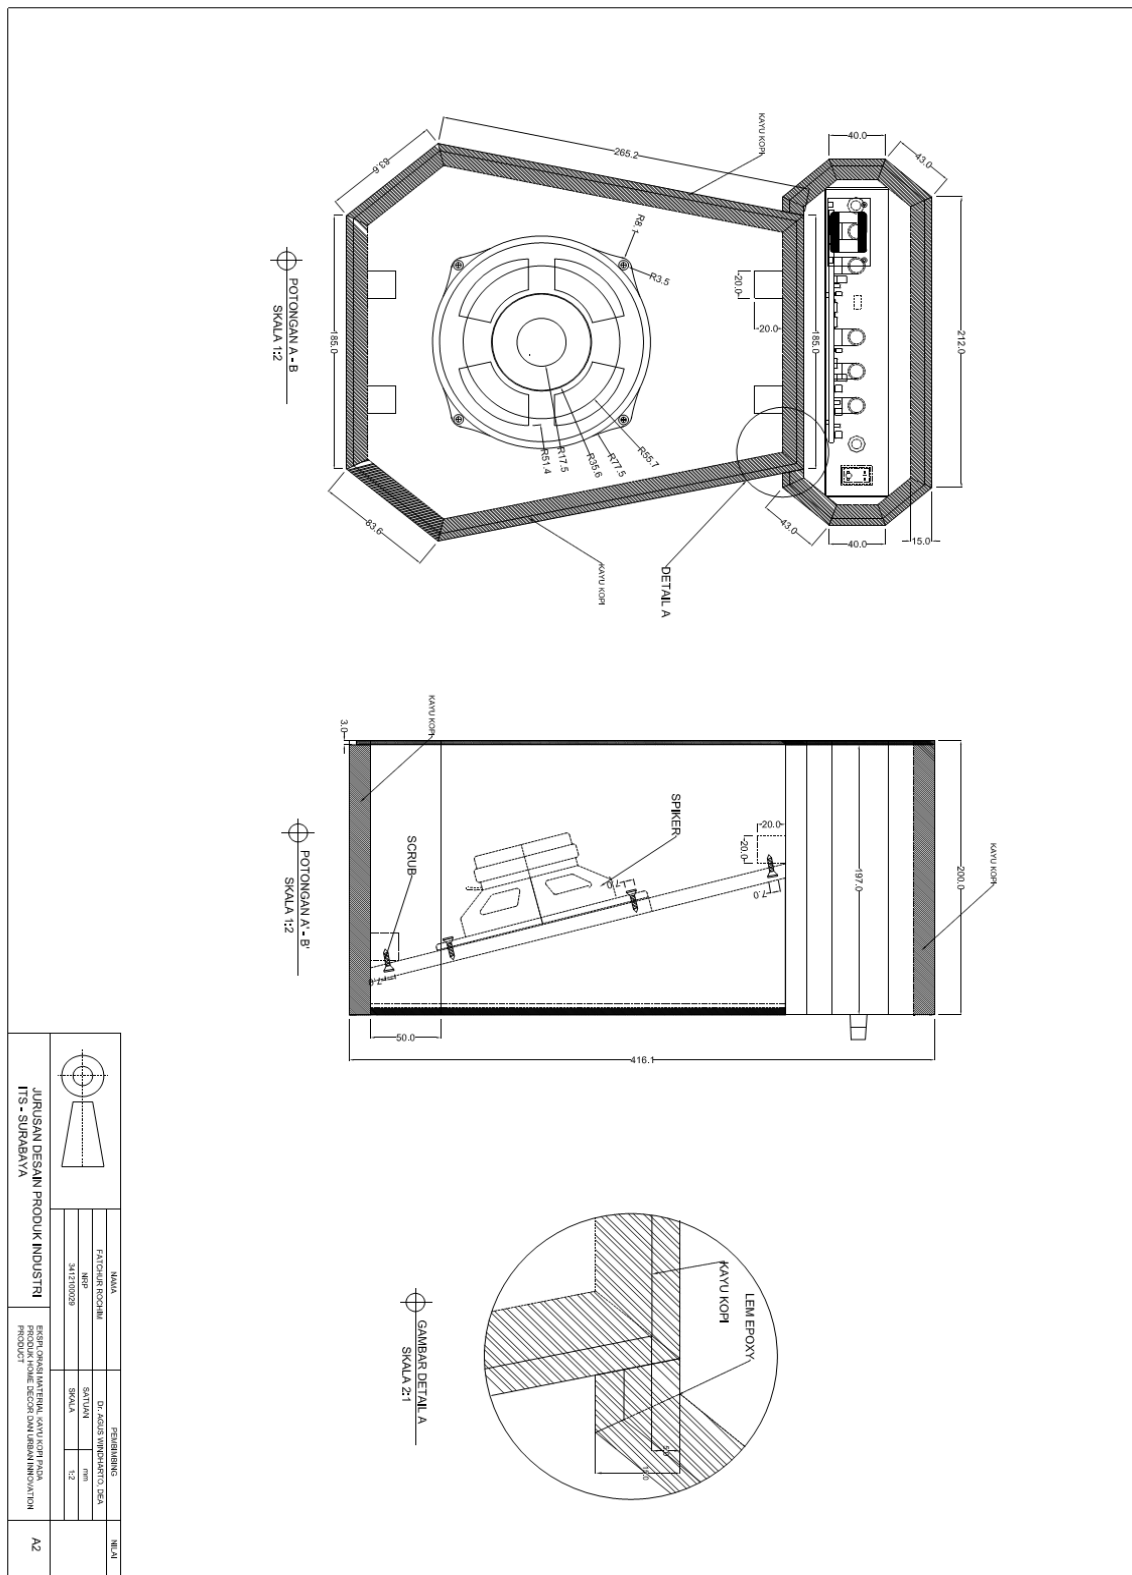 KAYU KOPI
40.0
43.0
83.6
265.2
212.0
R8.1
R3.5
20.0
20.0
185.0
185.0
R55.7
R77.5
R35.6
R17.5
R51.4
43.0
40.0
15.0
83.6
KAYU KOPI
DETAIL A
POTONGAN A - B
SKALA 1:2
KAYU KOPI
3.0
SPIKER
SCRUB
20.0
20.0
7.0
7.0
7.0
197.0
200.0
KAYU KOPI
50.0
416.1
POTONGAN A' - B'
SKALA 1:2
LEM EPOXY
KAYU KOPI
GAMBAR DETAIL A
SKALA 2:1
JURUSAN DESAIN PRODUK INDUSTRI
ITS - SURABAYA
NAMA
FATCHUR ROCHIM
NRP
3412100029
PEMBIMBING
Dr. AGUS WINDHARTO, DEA
SATUAN
mm
SKALA
1:2
NILAI
EKSPLORASI MATERIAL KAYU KOPI PADA
PRODUK HOME DECOR DAN URBAN INNOVATION
PRODUCT
A2